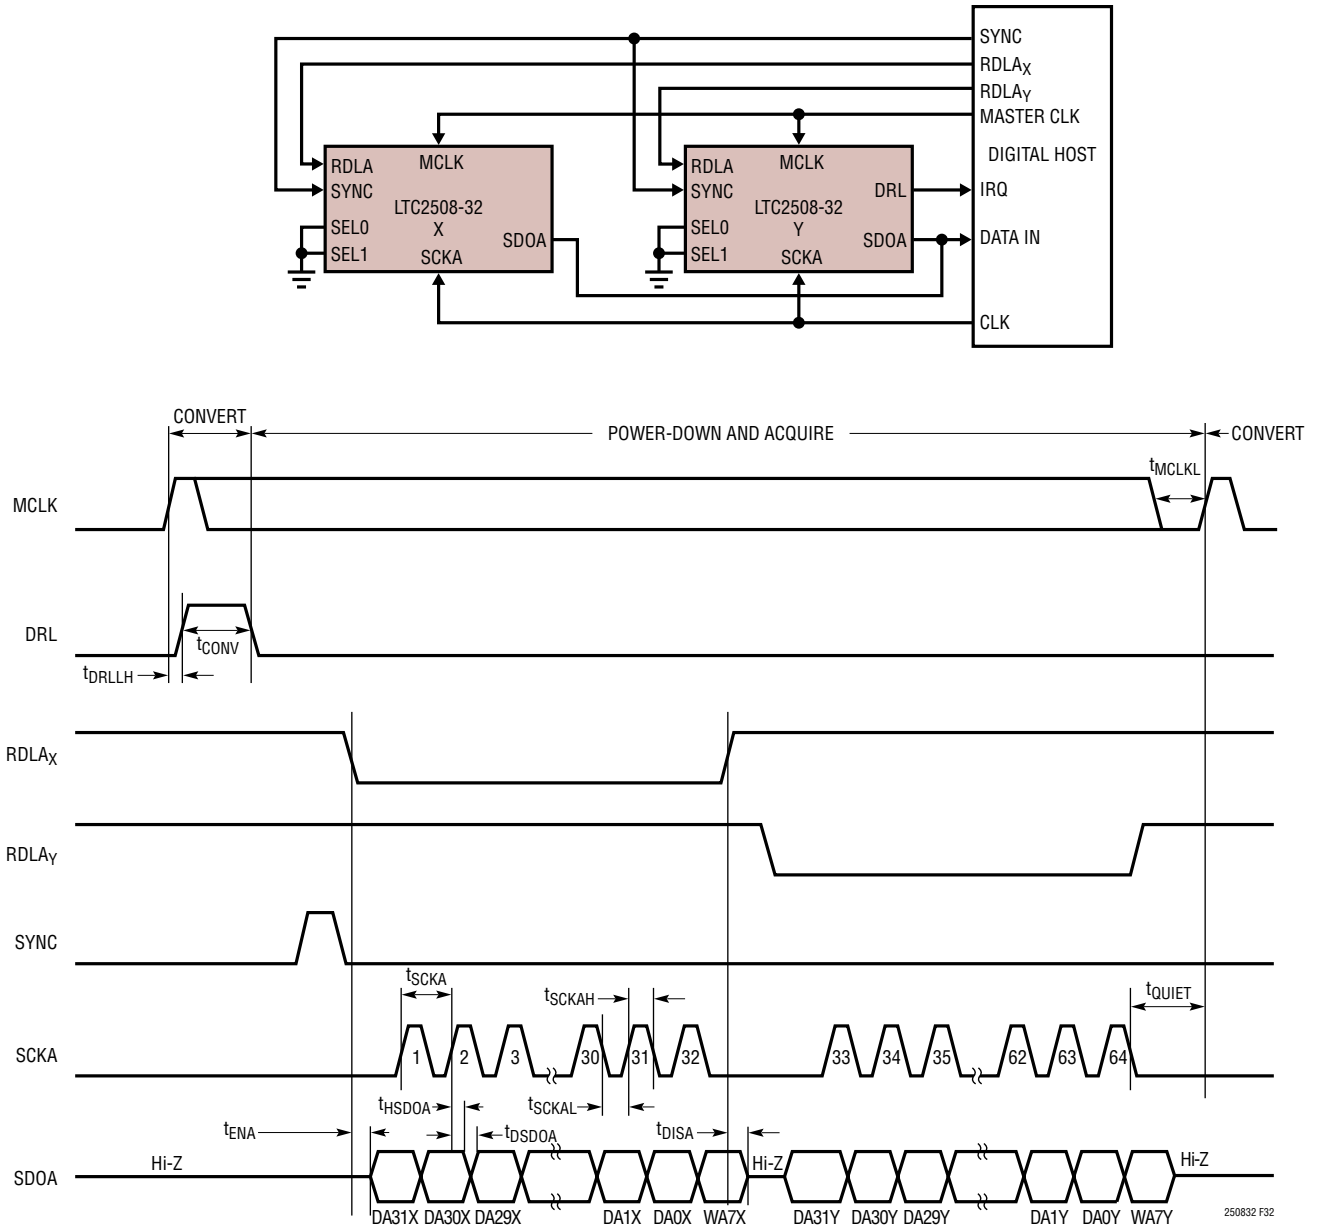 SYNC
RDLAX
RDLAY
MASTER CLK
DIGITAL HOST
IRQ
DATA IN
CLK
RDLA
MCLK
SYNC
LTC2508-32
X
SEL0
SEL1
SDOA
SCKA
RDLA
MCLK
SYNC
DRL
LTC2508-32
Y
SEL0
SEL1
SDOA
SCKA
CONVERT
POWER-DOWN AND ACQUIRE
CONVERT
tMCLKL
MCLK
DRL
tCONV
tDRLLH
RDLAX
RDLAY
SYNC
tSCKA
tSCKAH
tQUIET
SCKA
1 2 3 30 31 32 33 34 35 62 63 64
tHSDOA
tSCKAL
tENA
tDSDOA
tDISA
SDOA
Hi-Z
Hi-Z
Hi-Z
DA31X DA30X DA29X DA1X DA0X WA7X DA31Y DA30Y DA29Y DA1Y DA0Y WA7Y
250832 F32